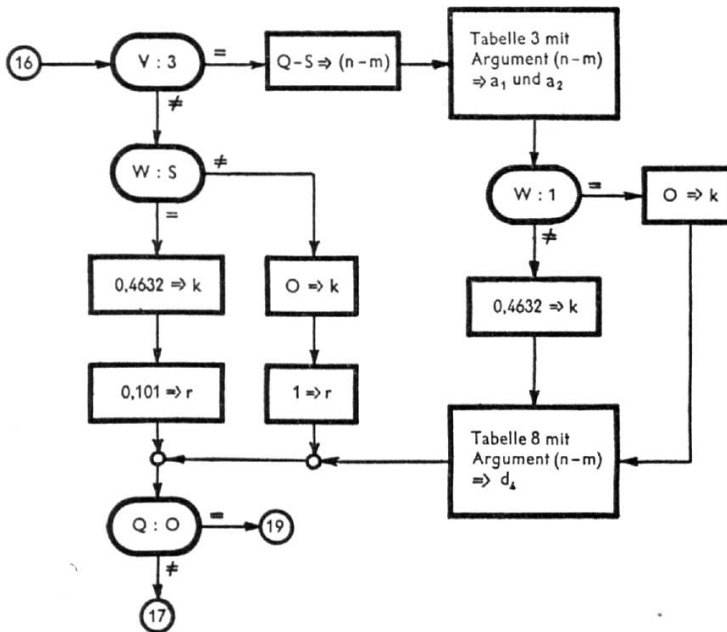 16
V : 3
=
Q-S ⇒ (n-m)
Tabelle 3 mit
Argument (n-m)
⇒ a₁ und a₂
≠
W : S
≠
=
W : 1
=
O ⇒ k
≠
0,4632 ⇒ k
O ⇒ k
0,4632 ⇒ k
0,101 ⇒ r
1 ⇒ r
Tabelle 8 mit
Argument (n-m)
⇒ d₄
Q : O
=
19
≠
17